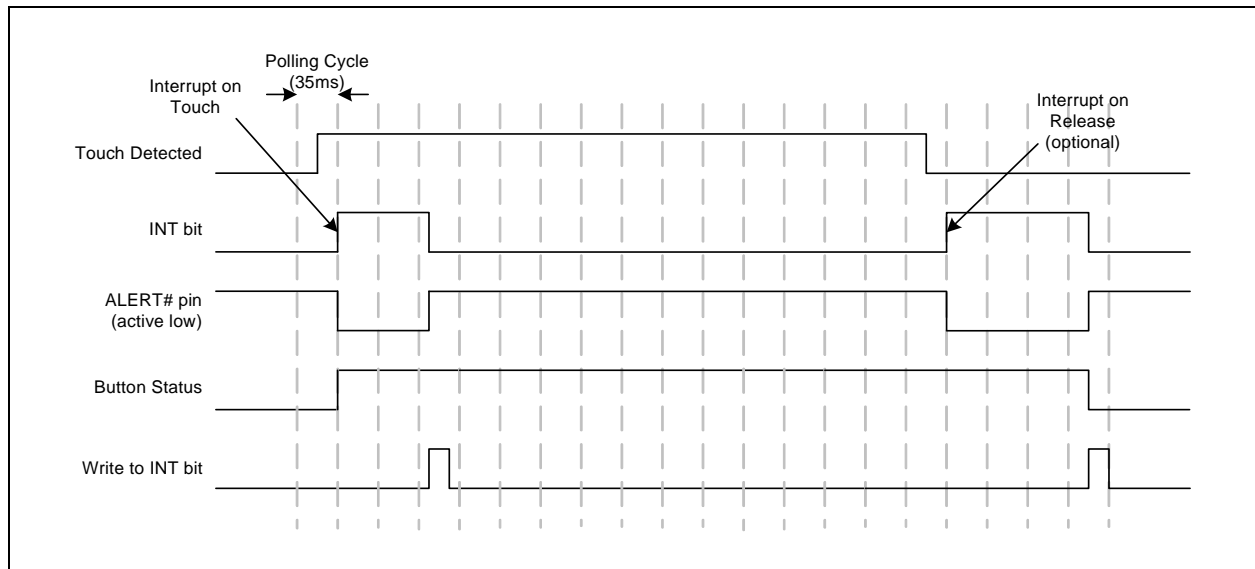 Polling Cycle
(35ms)
Interrupt on
Touch
Interrupt on
Release
(optional)
Touch Detected
INT bit
ALERT# pin
(active low)
Button Status
Write to INT bit